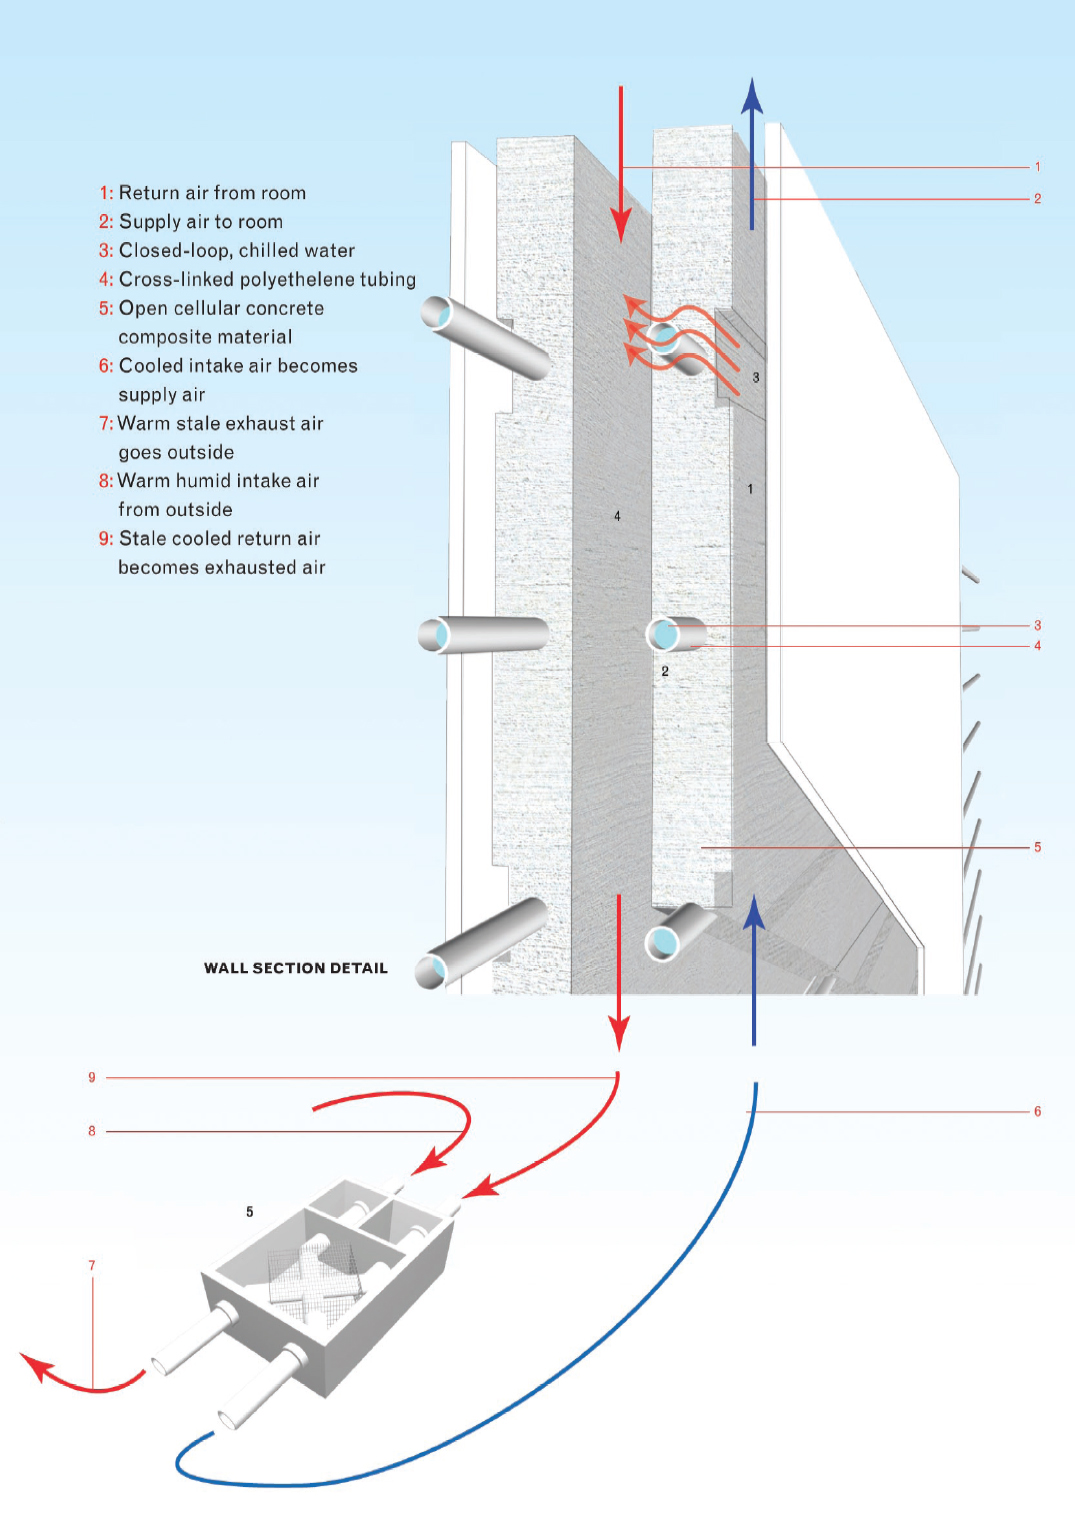 1: Return air from room
2: Supply air to room
3: Closed-loop, chilled water
4: Cross-linked polyethelene tubing
5: Open cellular concrete
composite material
6: Cooled intake air becomes
supply air
7: Warm stale exhaust air
goes outside
8: Warm humid intake air
from outside
9: Stale cooled return air
becomes exhausted air
1
2
3
1
4
3
4
2
5
WALL SECTION DETAIL
9
6
8
5
7